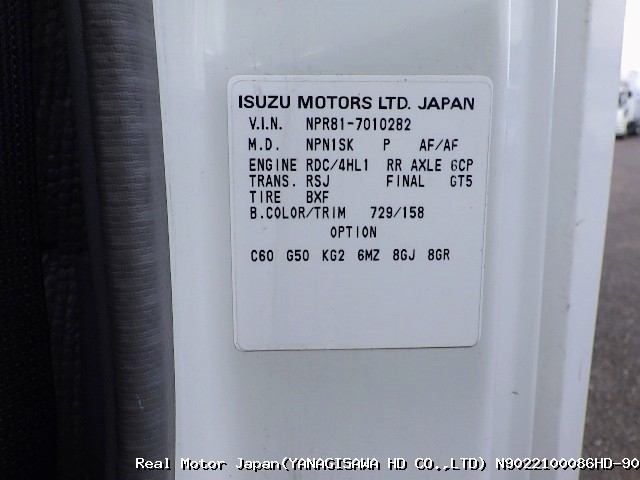 ISUZU MOTORS LTD. JAPAN
V.I.N. NPR81-7010282
M.D. NPN1SK P AF/AF
ENGINE RDC/4HL1 RR AXLE GCP
TRANS. RSJ FINAL GT5
TIRE BXF
B.COLOR/TRIM 729/158
OPTION
C60 G50 KG2 6MZ 8GJ 8GR
Real Motor Japan(YANAGISAWA HD CO.,LTD) N9022100086HD-90